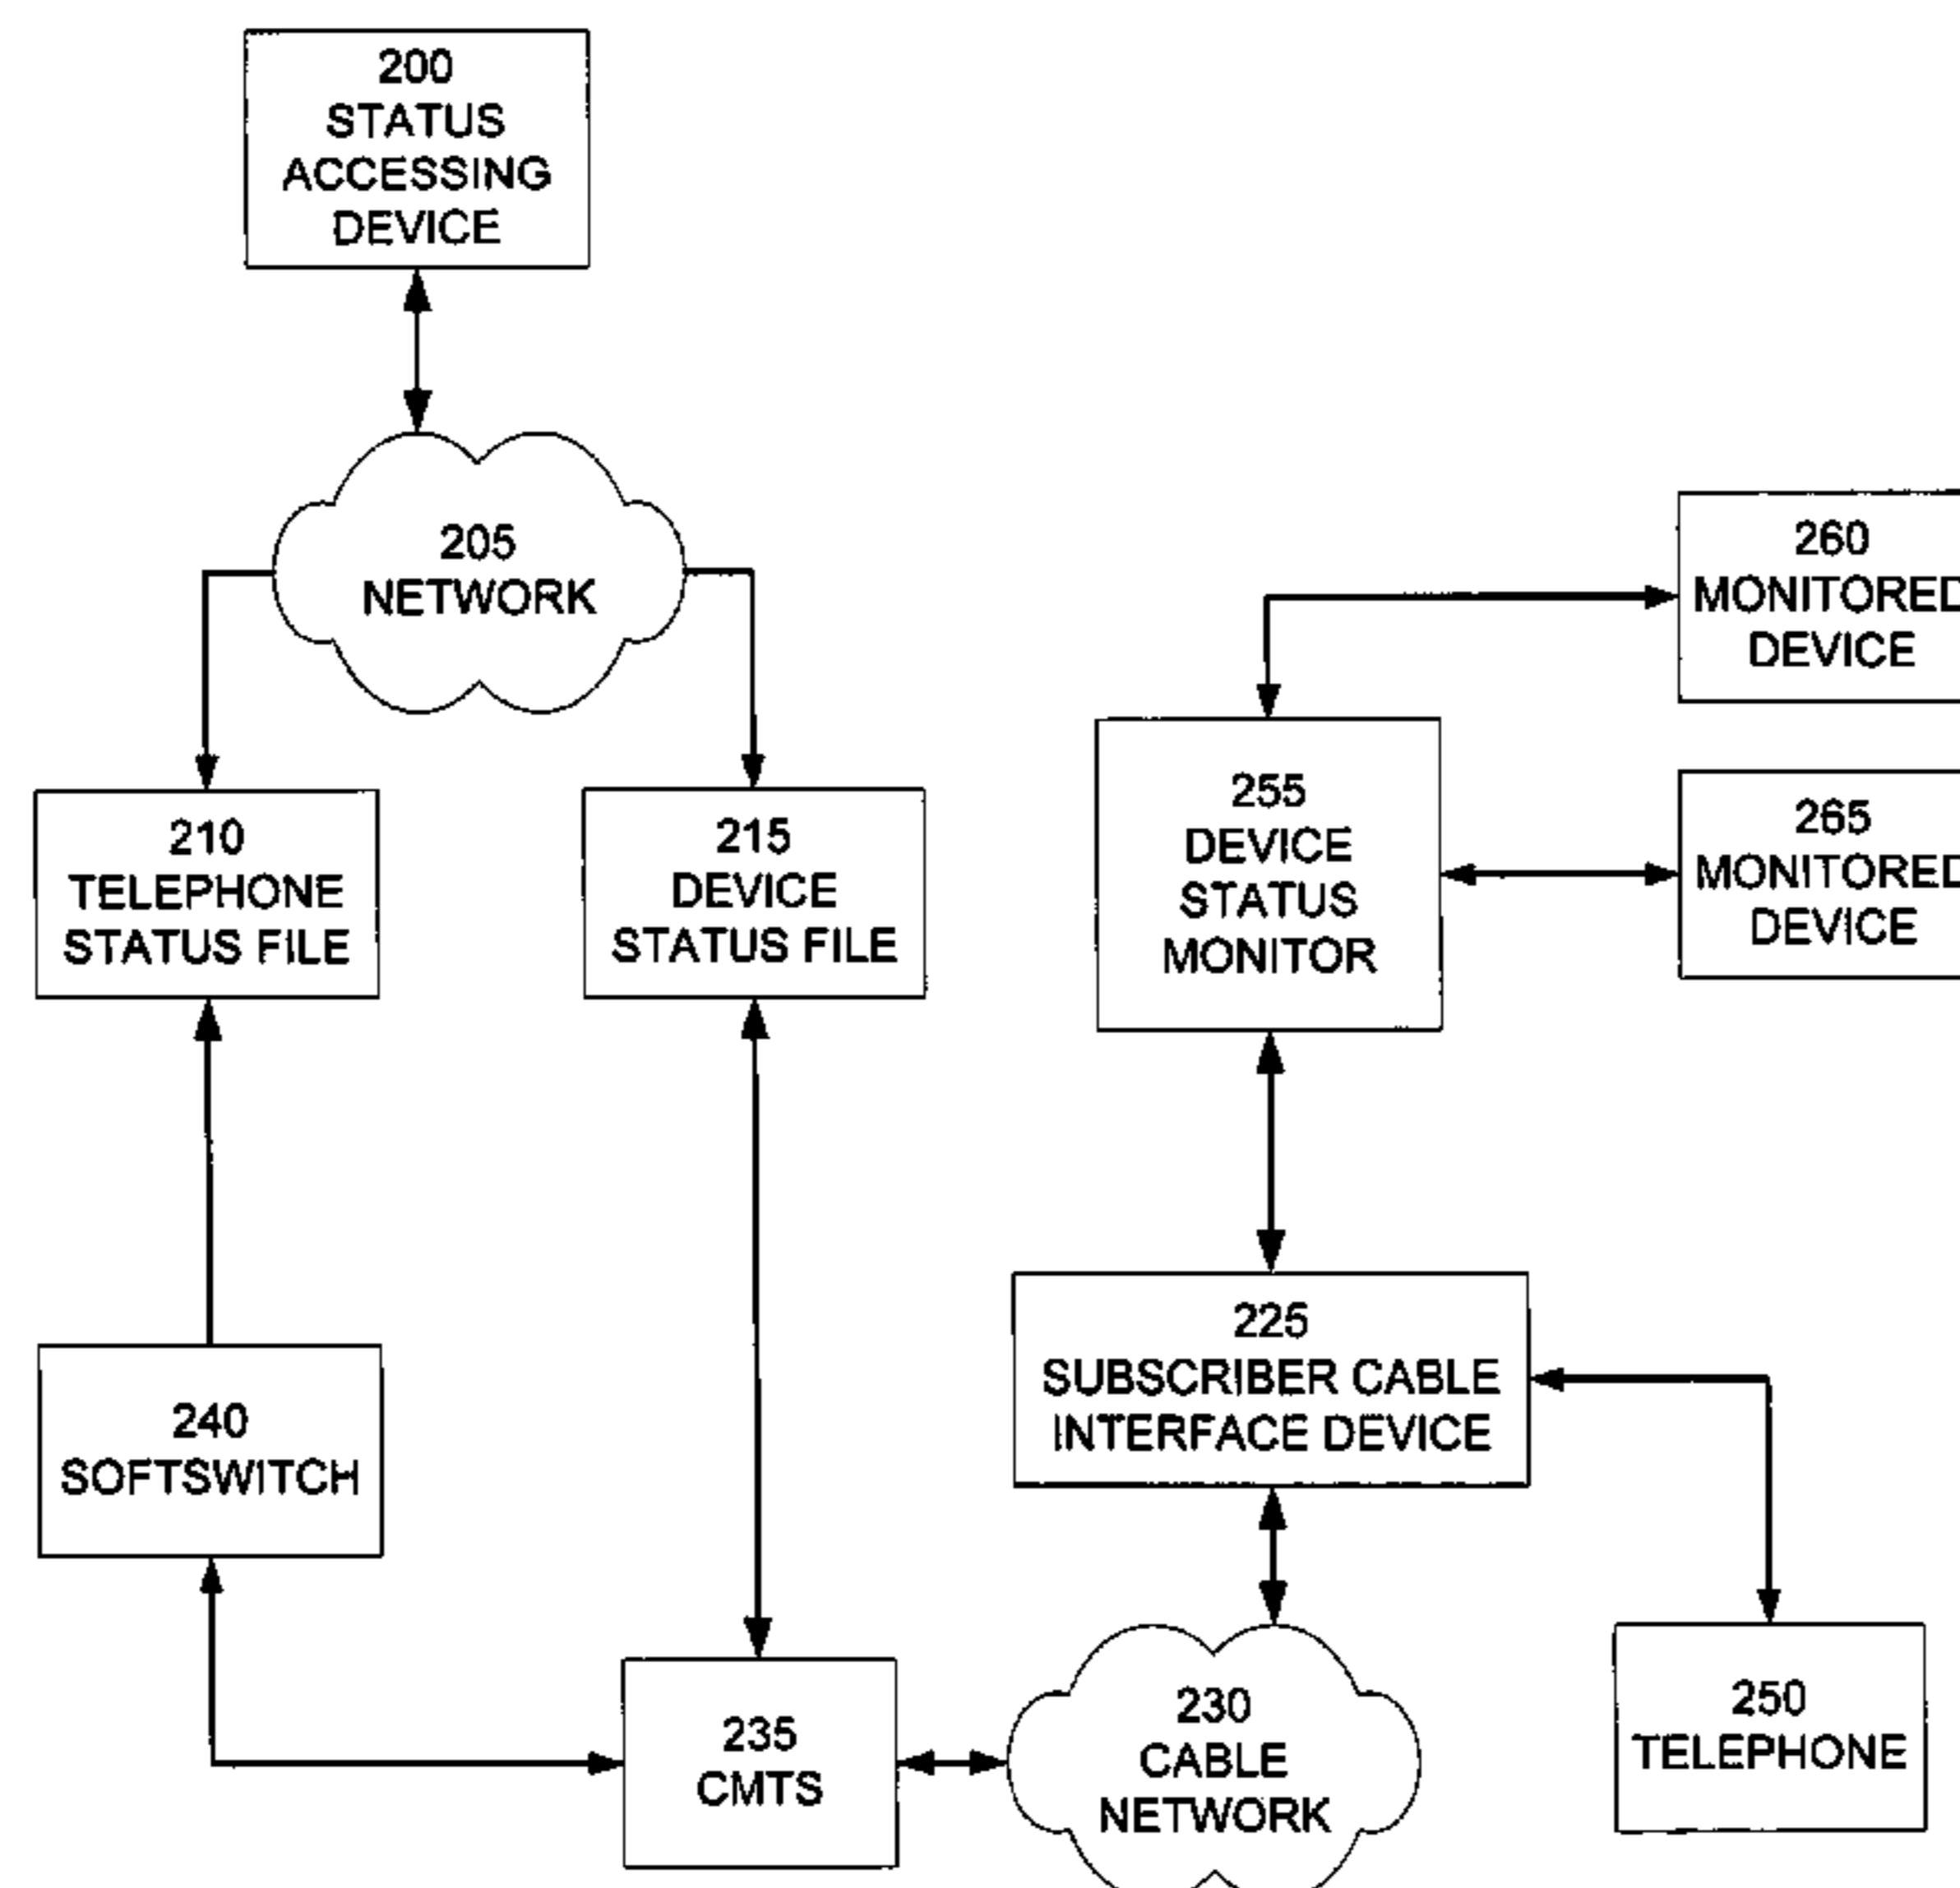 200
STATUS
ACCESSING
DEVICE
205
NETWORK
260
MONITORED
DEVICE
210
TELEPHONE
STATUS FILE
215
DEVICE
STATUS FILE
255
DEVICE
STATUS
MONITOR
265
MONITORED
DEVICE
225
SUBSCRIBER CABLE
INTERFACE DEVICE
240
SOFTSWITCH
235
CMTS
230
CABLE
NETWORK
250
TELEPHONE